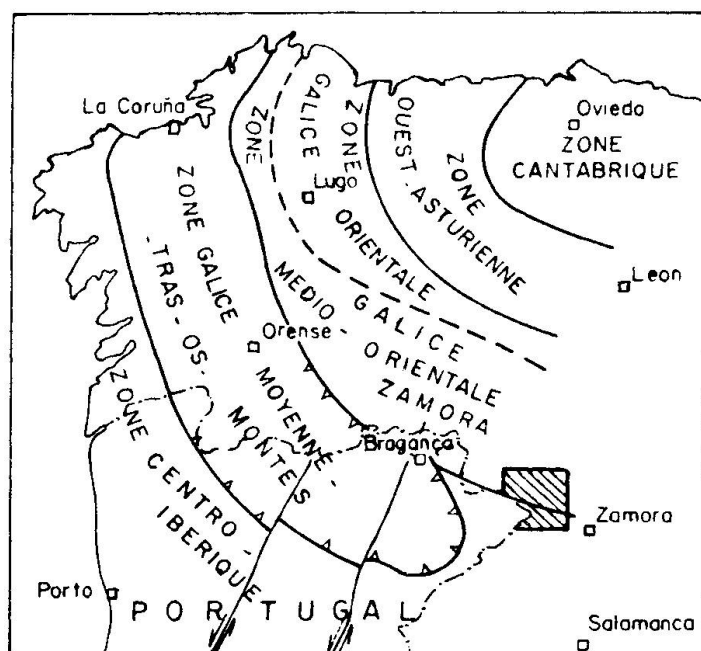 La Coruña
Oviedo
ZONE
CANTABRIQUE
ZONE
OUEST-ASTURIENNE
Leon
ZONE
GALICE
ORIENTALE
Lugo
ZONE
MEDIO-
GALICE
ORIENTALE
ZAMORA
ZONE GALICE
MOYENNE-
-TRAS-OS-
MONTES
Orense
Bragança
Zamora
ZONE CENTRO-
IBERIQUE
Porto
PORTUGAL
Salamanca